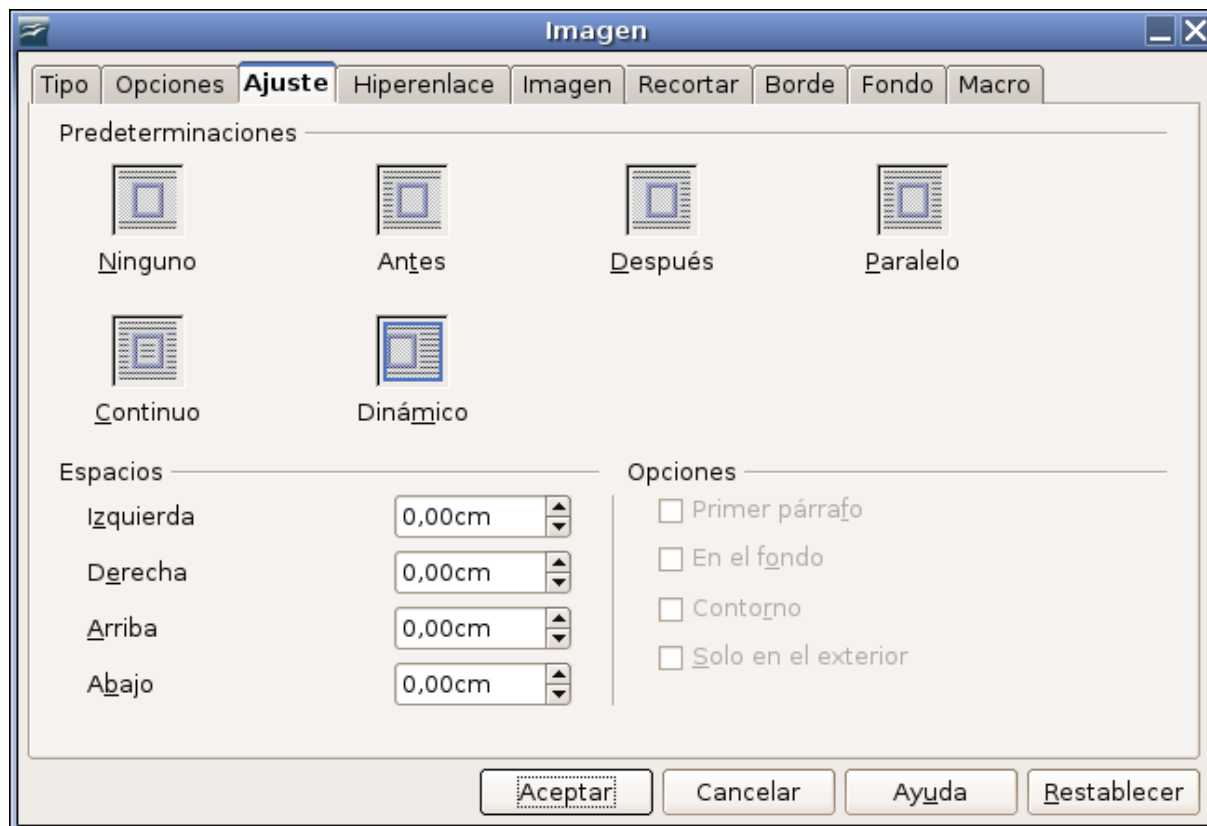 Imagen
Tipo Opciones Ajuste Hiperenlace Imagen Recortar Borde Fondo Macro
Predeterminaciones
Ninguno Antes Después Paralelo
Continuo Dinámico
Espacios
Izquierda 0,00cm
Derecha 0,00cm
Arriba 0,00cm
Abajo 0,00cm
Opciones
Primer párrafo
En el fondo
Contorno
Solo en el exterior
Aceptar Cancelar Ayuda Restablecer